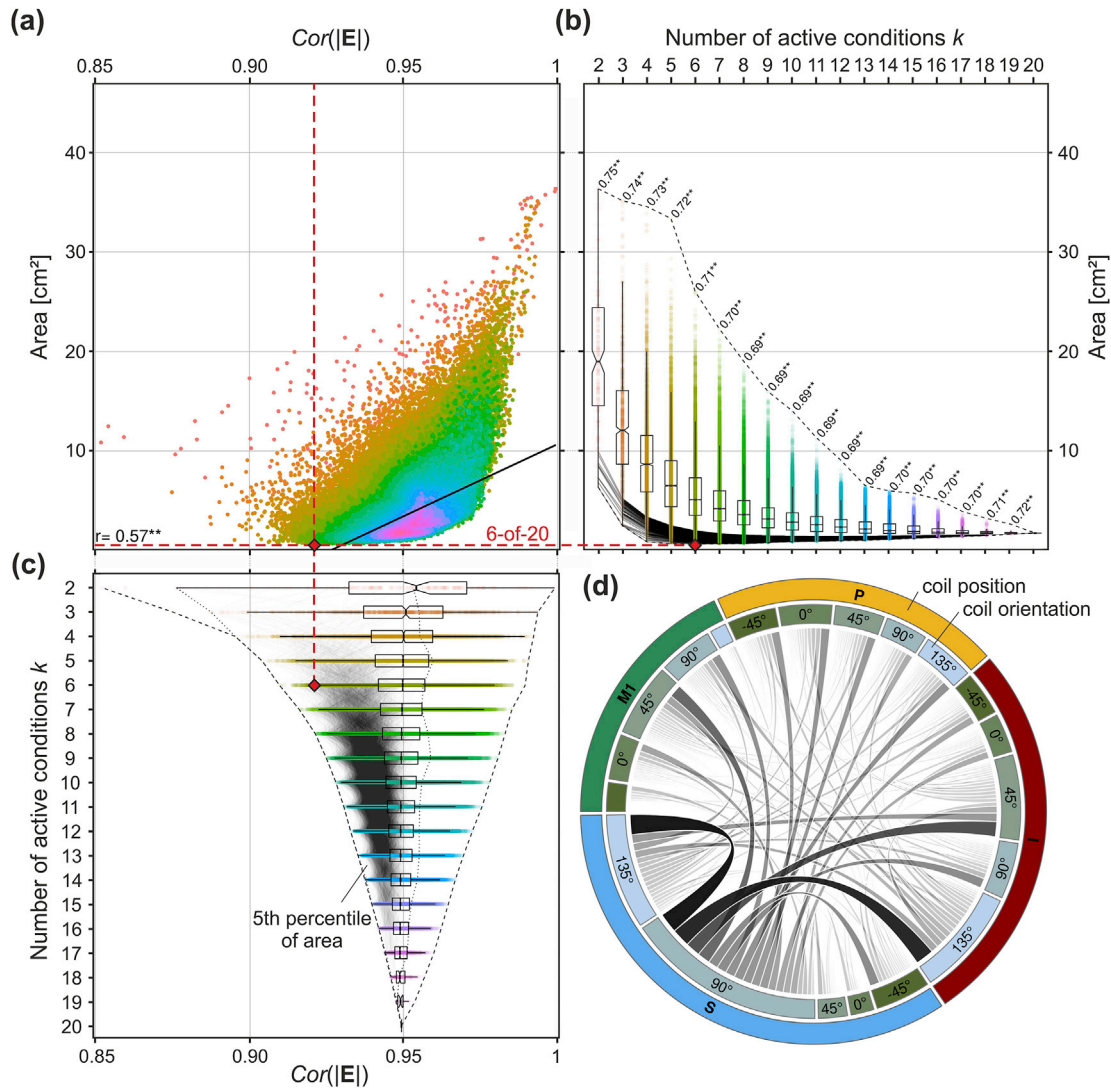 (a)
Cor(|E|)
0.85 0.90 0.95 1
Area [cm²]
40
30
20
10
r= 0.57**
6-of-20
(b)
Number of active conditions k
2 3 4 5 6 7 8 9 10 11 12 13 14 15 16 17 18 19 20
0.75**
0.74**
0.73**
0.72**
0.71**
0.70**
0.69**
0.69**
0.69**
0.69**
0.69**
0.69**
0.70**
0.70**
0.70**
0.70**
0.71**
0.72**
40
30
20
10
Area [cm²]
(c)
Number of active conditions k
2
3
4
5
6
7
8
9
10
11
12
13
14
15
16
17
18
19
20
5th percentile
of area
0.85 0.90 0.95 1
Cor(|E|)
(d)
coil position
coil orientation
P
-45°
0°
45°
90°
135°
I
-45°
0°
45°
90°
135°
S
-45°
0°
45°
90°
135°
M1
0°
45°
90°